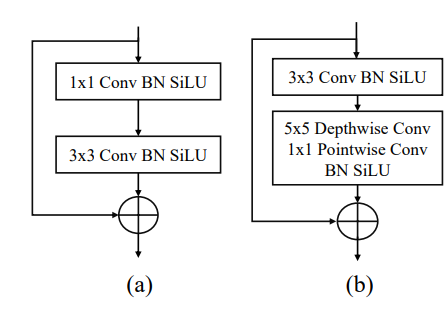 1x1 Conv BN SiLU
3x3 Conv BN SiLU
(a)
3x3 Conv BN SiLU
5x5 Depthwise Conv
1x1 Pointwise Conv
BN SiLU
(b)